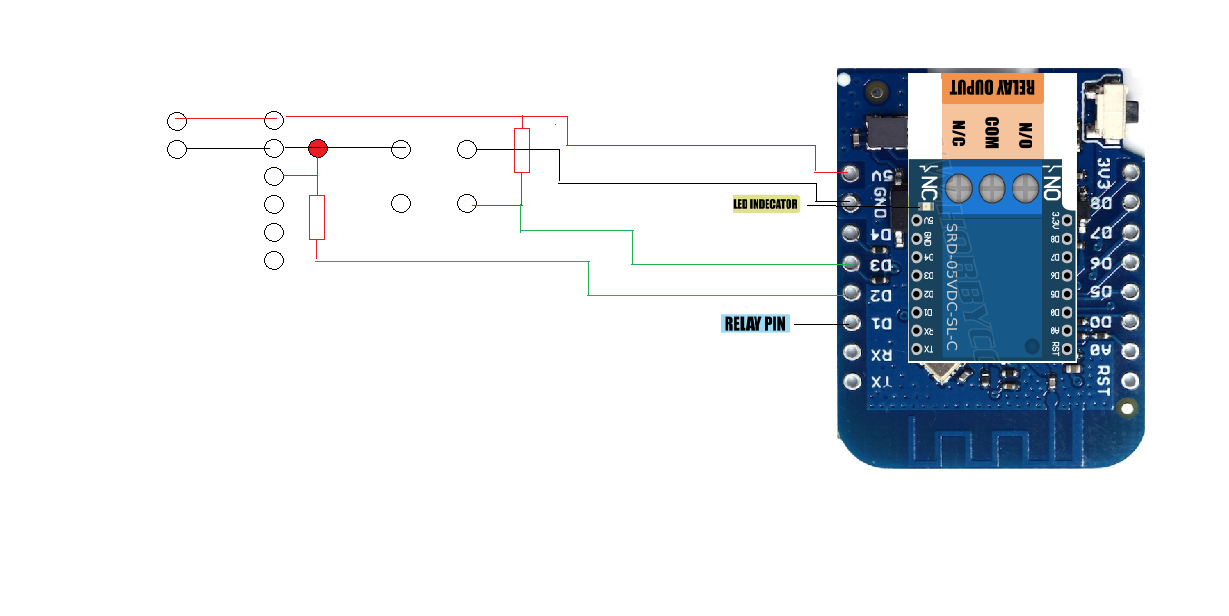 RELAY OUPUT
N/C
COM
N/O
NC
NO
5V
GND
D4
D3
D2
D1
RX
TX
3V3
D8
D7
D6
D5
D0
A0
RST
LED INDECATOR
RELAY PIN
5V
GND
D4
D3
D2
D1
RX
TX
SRD-05VDC-SL-C
3.3V
D8
D7
D6
D5
D0
A0
RST